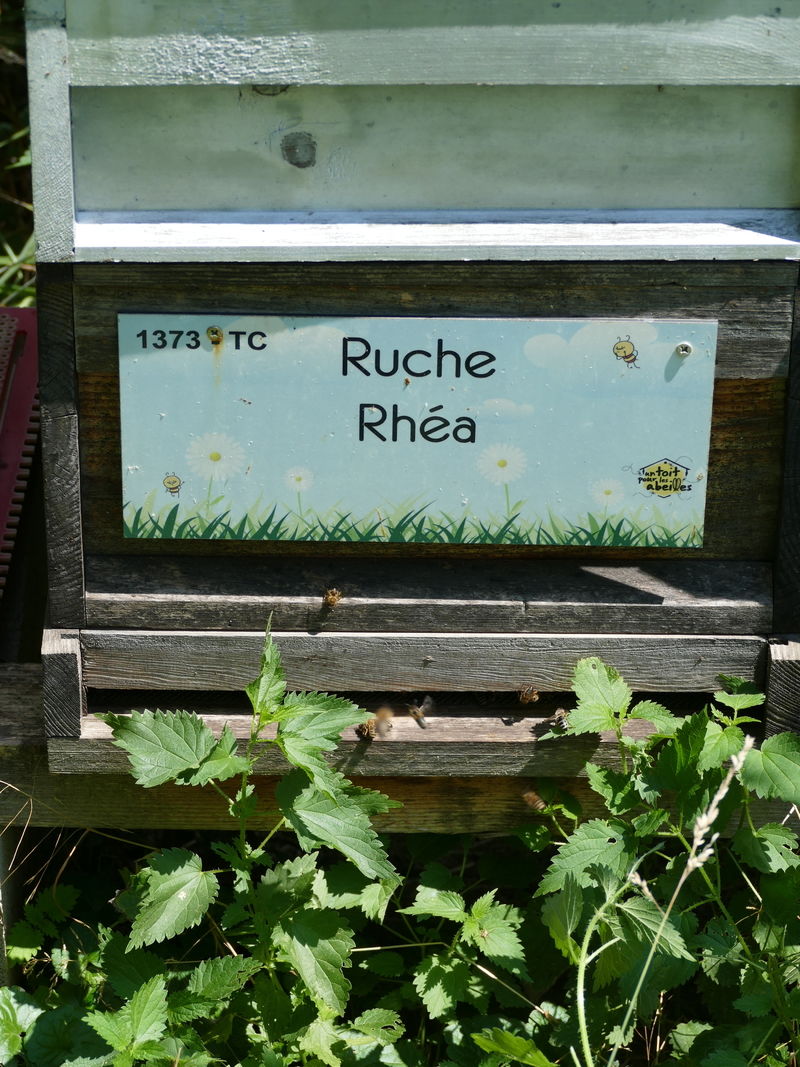 1373 TC
Ruche
Rhéa
un toit
pour les
abeilles